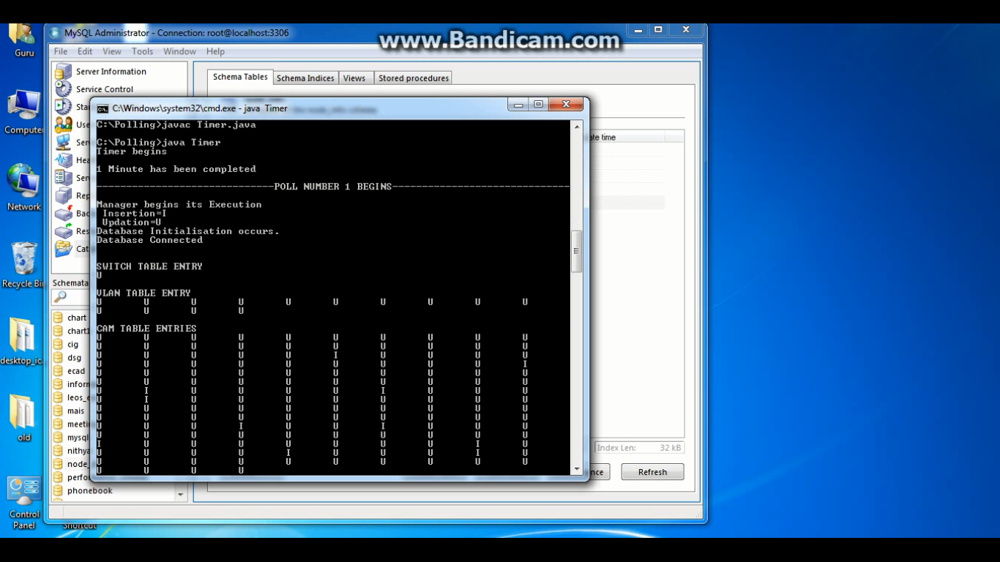 www.Bandicam.com
Guru
Computer
Network
Recycle Bin
desktop_ic...
old
Control Panel
Shortcut
MySQL Administrator - Connection: root@localhost:3306
File Edit View Tools Window Help
Server Information
Service Control
Sta
Use
Ser
Hea
Ser
Rep
Bac
Res
Cat
Schemata
chart
chart1
cig
dsg
ecad
inform
leos_e
mais
meeti
mysql
nithya
node_
perfo
phonebook
Schema Tables Schema Indices Views Stored procedures
ate time
Index Len: 32 kB
nce Refresh
C:\Windows\system32\cmd.exe - java Timer
C:\Polling>javac Timer.java
C:\Polling>java Timer
Timer begins
1 Minute has been completed
------------------------------POLL NUMBER 1 BEGINS------------------------------
Manager begins its Execution
Insertion=I
Updation=U
Database Initialisation occurs.
Database Connected
SWITCH TABLE ENTRY
U
VLAN TABLE ENTRY
U U U U U U U U U U
U U U U
CAM TABLE ENTRIES
U U U U U U U U U U
U U U U U U U U U U
U U U U U I U U U U
U U U U U U U U U I
U U U U U U U U U U
U U U U U U U U U U
U I U U U U I U U U
U I U U U U U U U U
U U U U U U U U U U
U U U U U U U U U U
U U U I U U I U U U
U U U U U U U U U U
I U U U U U U U I U
U U U U I U U U I U
U U U U U U U U U U
U U U U